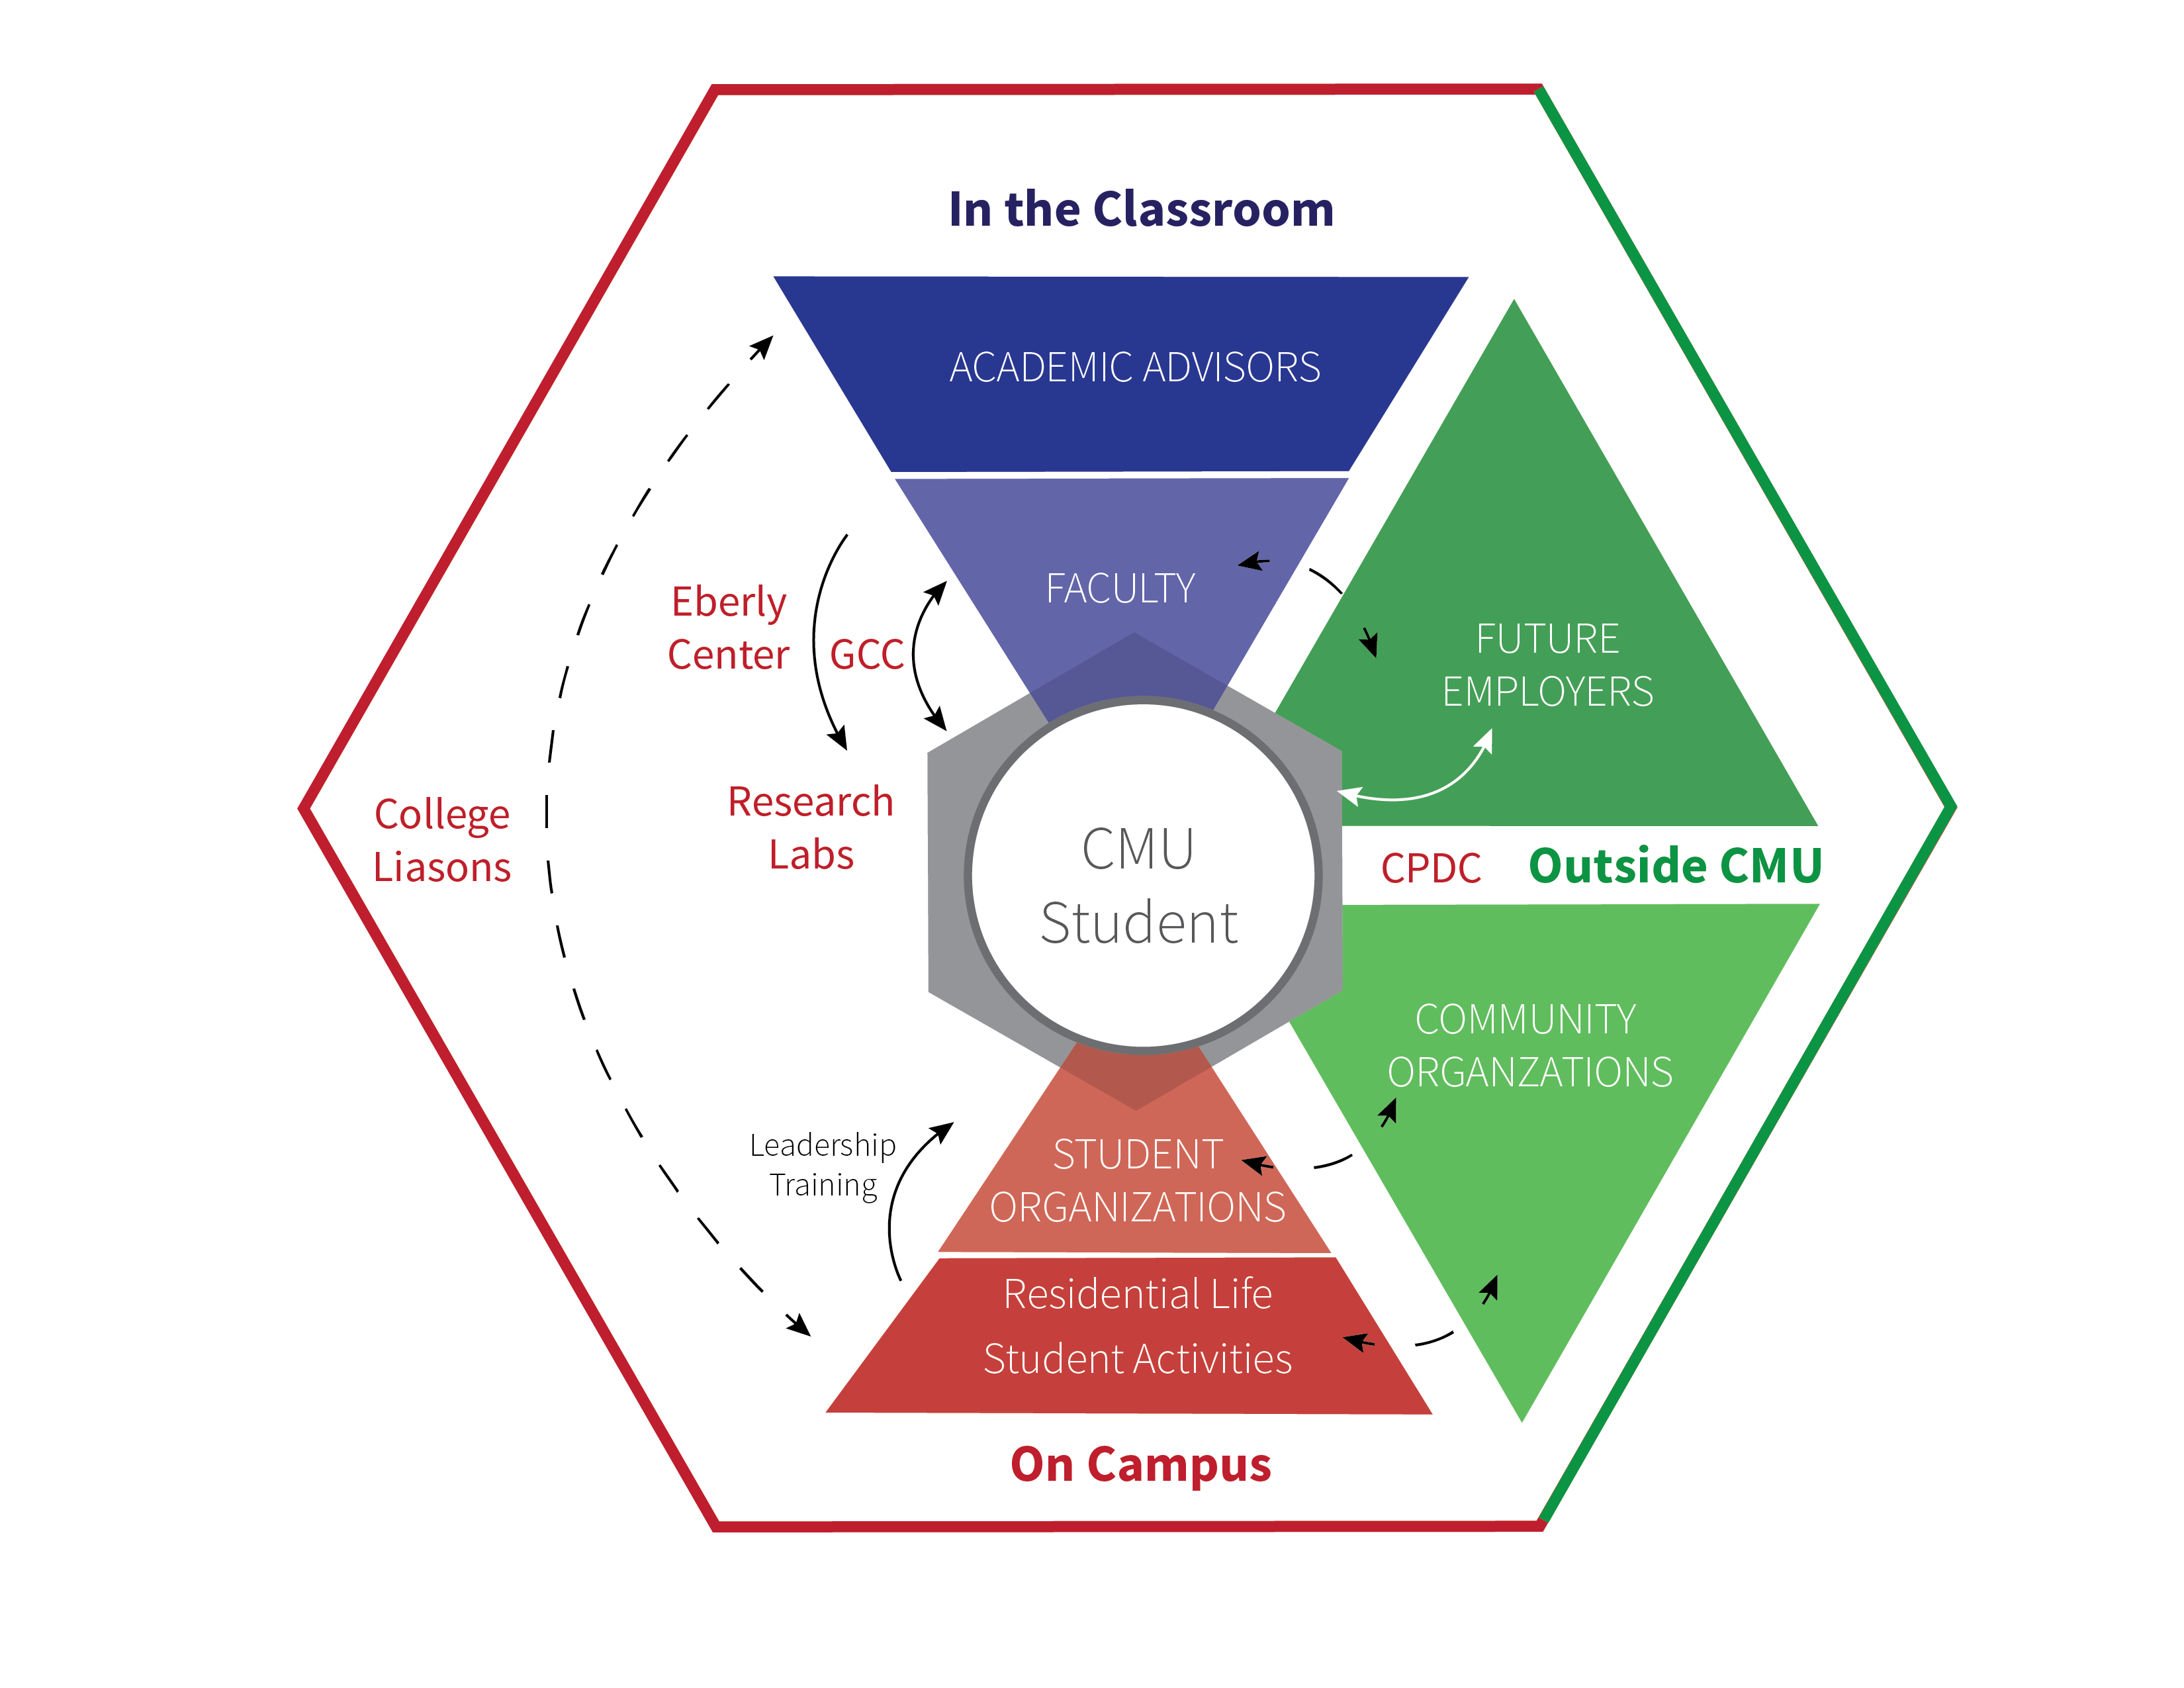 In the Classroom
ACADEMIC ADVISORS
FACULTY
Eberly
Center
GCC
FUTURE
EMPLOYERS
College
Liasons
Research
Labs
CMU
Student
CPDC
Outside CMU
COMMUNITY
ORGANZATIONS
Leadership
Training
STUDENT
ORGANIZATIONS
Residential Life
Student Activities
On Campus